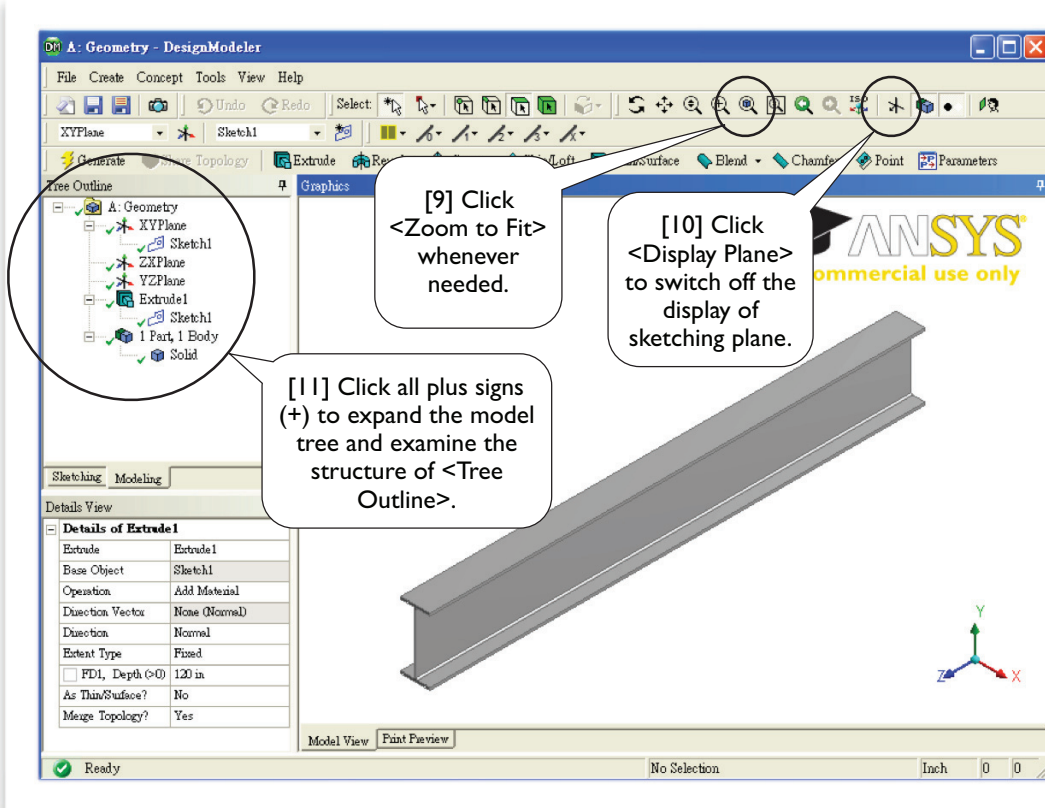 A: Geometry - DesignModeler
File Create Concept Tools View Help
Undo Redo Select: ISO
XYPlane Sketch1
Generate Share Topology Extrude Blend Chamfer Point Parameters
Tree Outline
A: Geometry
XYPlane
Sketch1
ZXPlane
YZPlane
Extrude1
Sketch1
1 Part, 1 Body
Solid
Sketching Modeling
Details View
Details of Extrude1
Extrude Extrude1
Base Object Sketch1
Operation Add Material
Direction Vector None (Normal)
Direction Normal
Extent Type Fixed
FD1, Depth (>0) 120 in
As Thin/Surface? No
Merge Topology? Yes
Graphics
[9] Click
<Zoom to Fit>
whenever
needed.
[10] Click
<Display Plane>
to switch off the
display of
sketching plane.
[11] Click all plus signs
(+) to expand the model
tree and examine the
structure of <Tree
Outline>.
ANSYS
ommercial use only
Y
Z X
Model View Print Preview
Ready No Selection Inch 0 0